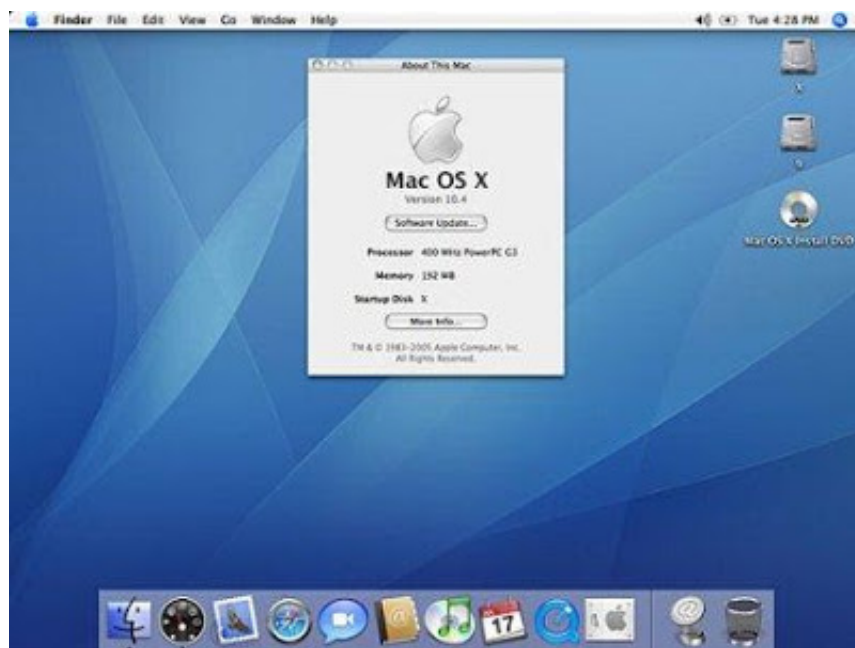 Finder File Edit View Go Window Help
Tue 4:28 PM
About This Mac
X
Mac OS X
Version 10.4
Software Update...
Mac OS X Install DVD
Processor 400 MHz PowerPC G3
Memory 192 MB
Startup Disk X
More Info...
TM & © 1983-2005 Apple Computer, Inc.
All Rights Reserved.
17